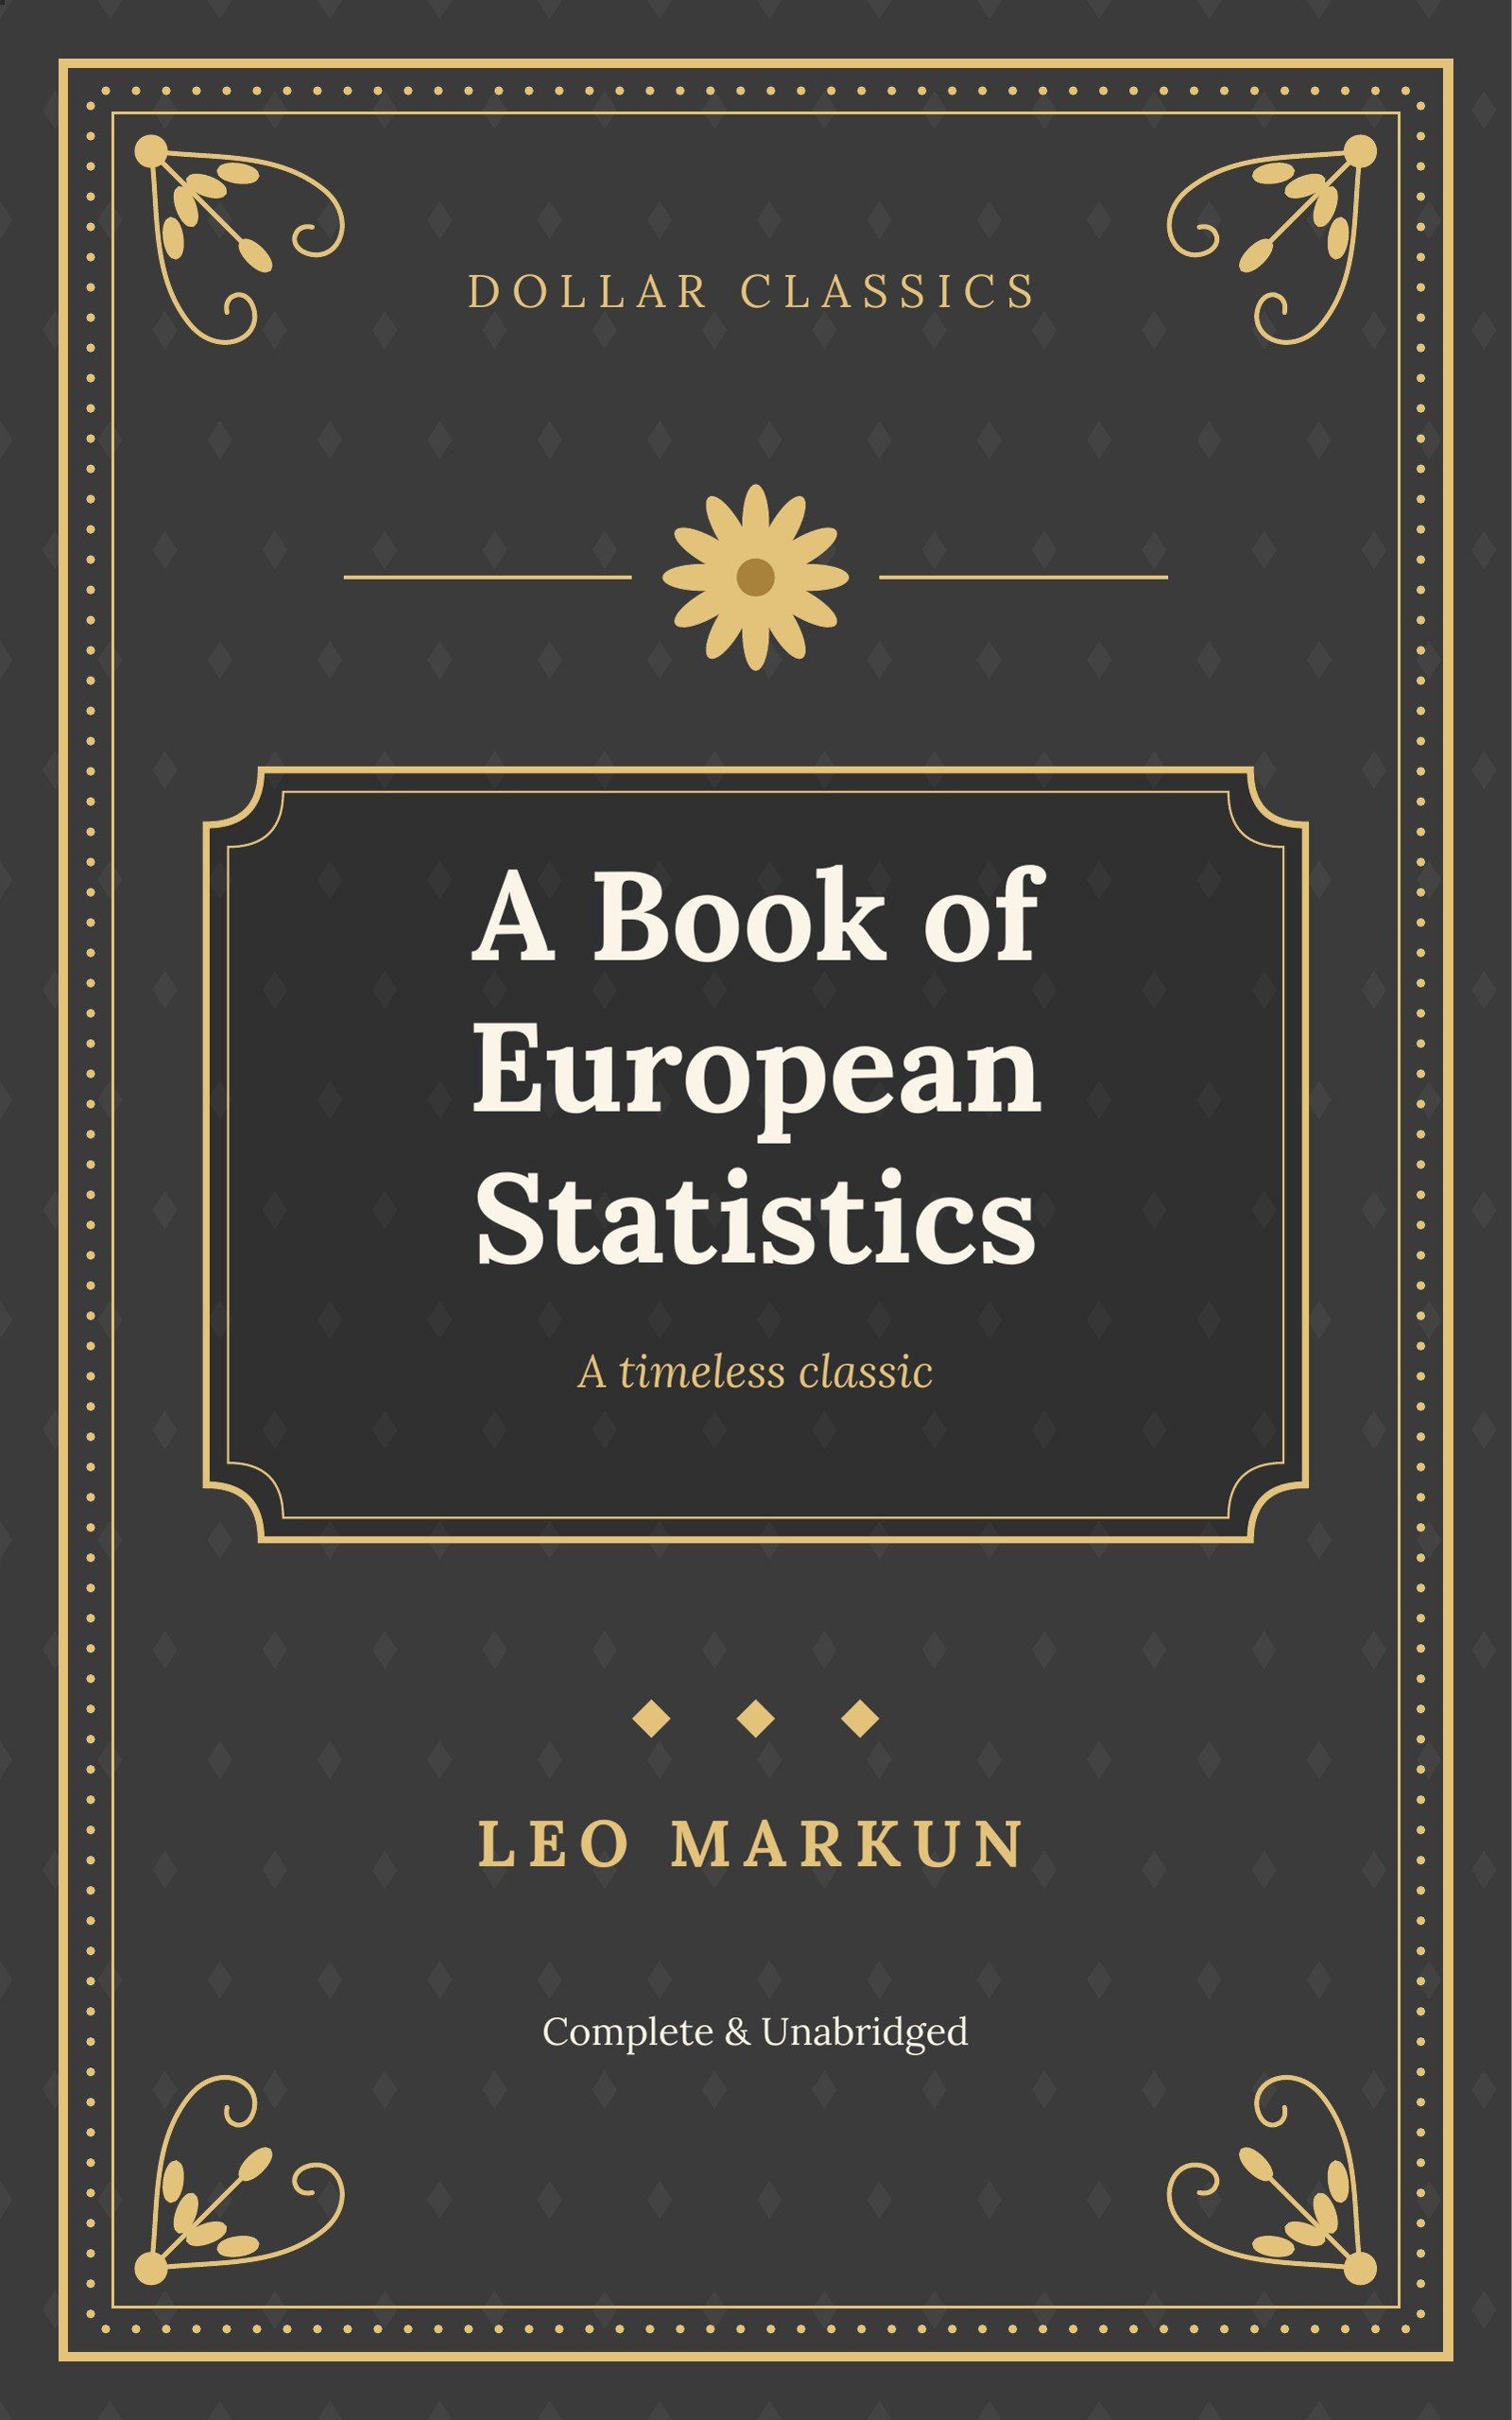 DOLLAR CLASSICS
A Book of
European
Statistics
A timeless classic
LEO MARKUN
Complete & Unabridged